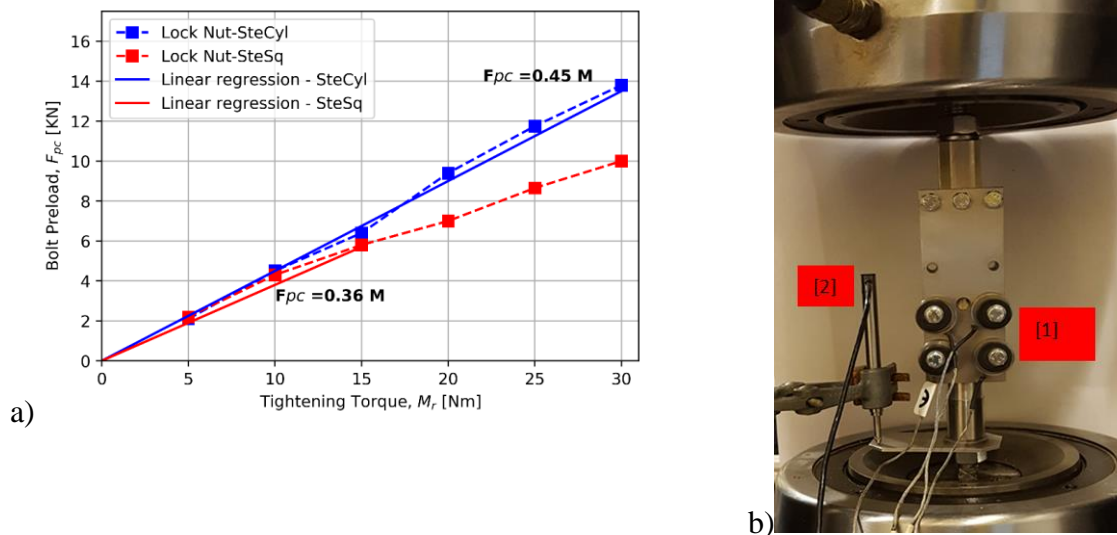 Lock Nut-SteCyl
Lock Nut-SteSq
Linear regression - SteCyl
Linear regression - SteSq
Fpc =0.45 M
Fpc =0.36 M
16
14
12
10
8
6
4
2
0
Bolt Preload, Fpc [KN]
0 5 10 15 20 25 30
Tightening Torque, Mr [Nm]
a)
[2]
[1]
b)